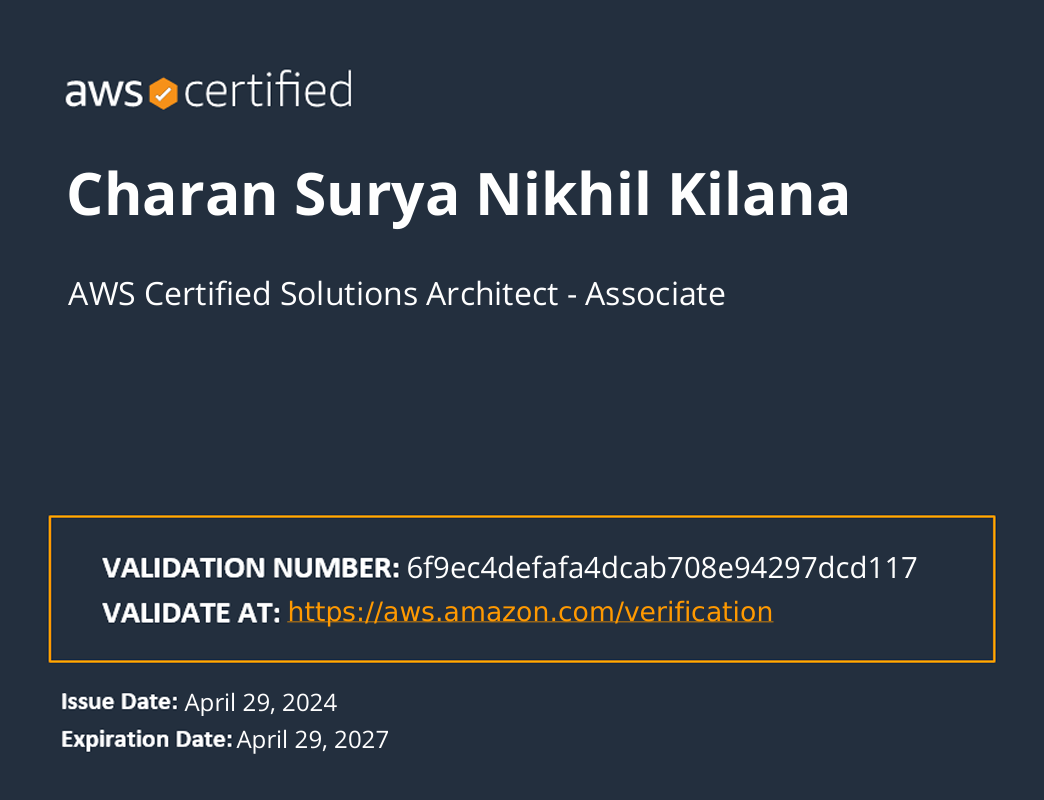 aws certified
Charan Surya Nikhil Kilana
AWS Certified Solutions Architect - Associate
VALIDATION NUMBER: 6f9ec4defafa4dcab708e94297dcd117
VALIDATE AT: https://aws.amazon.com/verification
Issue Date: April 29, 2024
Expiration Date: April 29, 2027